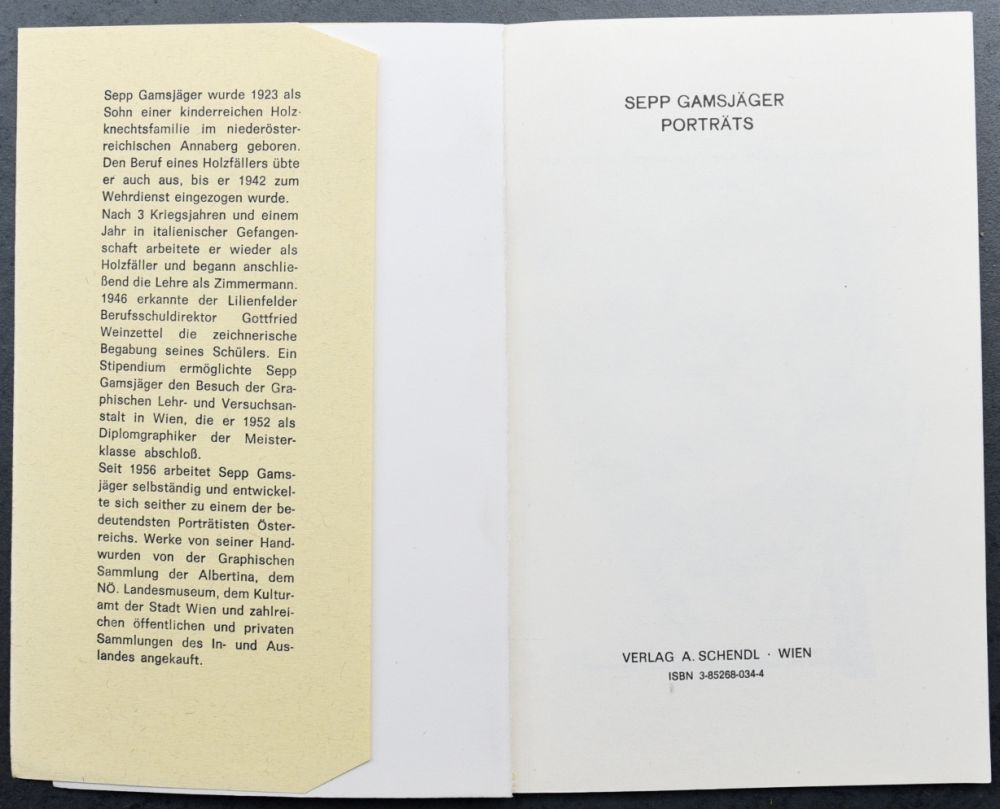 Sepp Gamsjäger wurde 1923 als
Sohn einer kinderreichen Holz-
knechtsfamilie im niederöster-
reichischen Annaberg geboren.
Den Beruf eines Holzfällers übte
er auch aus, bis er 1942 zum
Wehrdienst eingezogen wurde.
Nach 3 Kriegsjahren und einem
Jahr in italienischer Gefangen-
schaft arbeitete er wieder als
Holzfäller und begann anschlie-
ßend die Lehre als Zimmermann.
1946 erkannte der Lilienfelder
Berufsschuldirektor Gottfried
Weinzettel die zeichnerische
Begabung seines Schülers. Ein
Stipendium ermöglichte Sepp
Gamsjäger den Besuch der Gra-
phischen Lehr- und Versuchsan-
stalt in Wien, die er 1952 als
Diplomgraphiker der Meister-
klasse abschloß.
Seit 1956 arbeitet Sepp Gams-
jäger selbständig und entwickel-
te sich seither zu einem der be-
deutendsten Porträtisten Öster-
reichs. Werke von seiner Hand
wurden von der Graphischen
Sammlung der Albertina, dem
NÖ. Landesmuseum, dem Kultur-
amt der Stadt Wien und zahlrei-
chen öffentlichen und privaten
Sammlungen des In- und Aus-
landes angekauft.
SEPP GAMSJÄGER
PORTRÄTS
VERLAG A. SCHENDL · WIEN
ISBN 3-85268-034-4